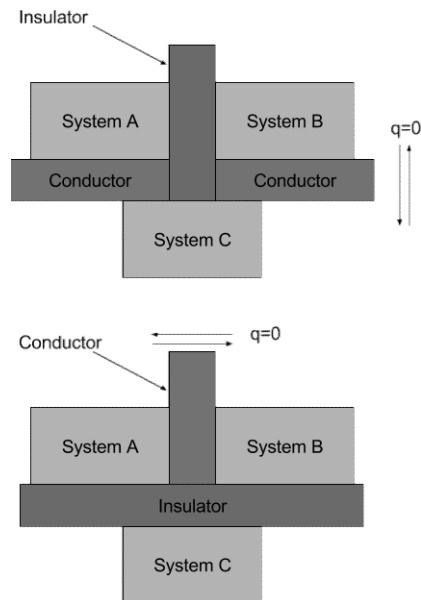 Insulator
System A
System B
q=0
Conductor
Conductor
System C
Conductor
q=0
System A
System B
Insulator
System C